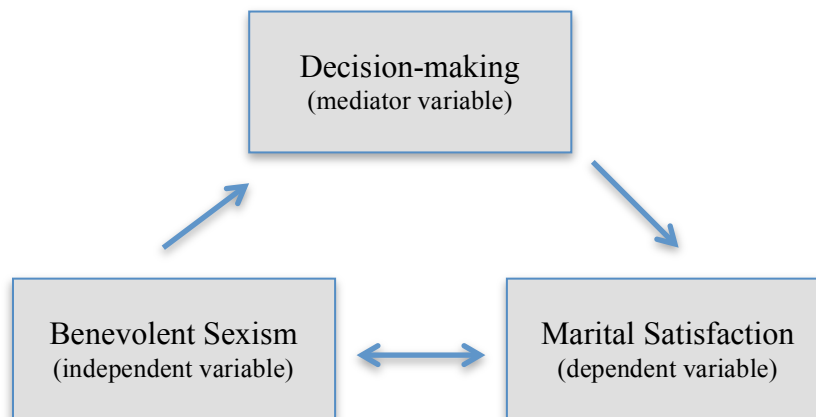 Decision-making
(mediator variable)
Benevolent Sexism
(independent variable)
Marital Satisfaction
(dependent variable)